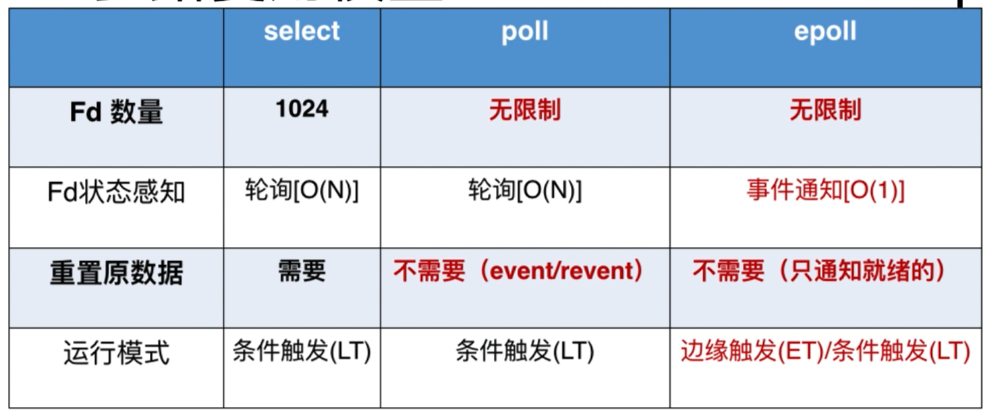 select poll epoll
Fd 数量 1024 无限制 无限制
Fd状态感知 轮询[O(N)] 轮询[O(N)] 事件通知[O(1)]
重置原数据 需要 不需要（event/revent） 不需要（只通知就绪的）
运行模式 条件触发(LT) 条件触发(LT) 边缘触发(ET)/条件触发(LT)